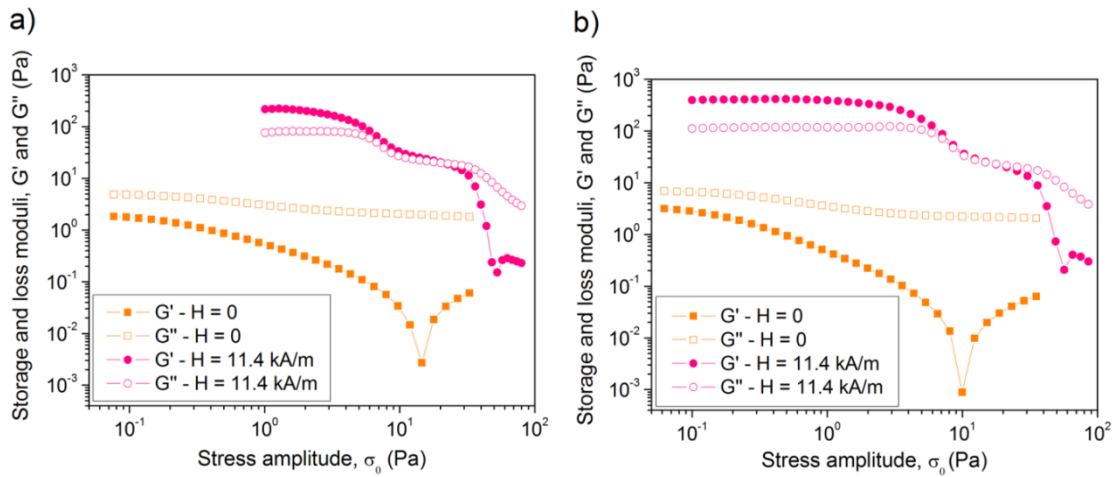 a)
Storage and loss moduli, G' and G" (Pa)
10³
10²
10¹
10⁰
10⁻¹
10⁻²
10⁻³
G' - H = 0
G" - H = 0
G' - H = 11.4 kA/m
G" - H = 11.4 kA/m
10⁻¹ 10⁰ 10¹ 10²
Stress amplitude, σ₀ (Pa)
b)
Storage and loss moduli, G' and G" (Pa)
10³
10²
10¹
10⁰
10⁻¹
10⁻²
10⁻³
G' - H = 0
G" - H = 0
G' - H = 11.4 kA/m
G" - H = 11.4 kA/m
10⁻¹ 10⁰ 10¹ 10²
Stress amplitude, σ₀ (Pa)